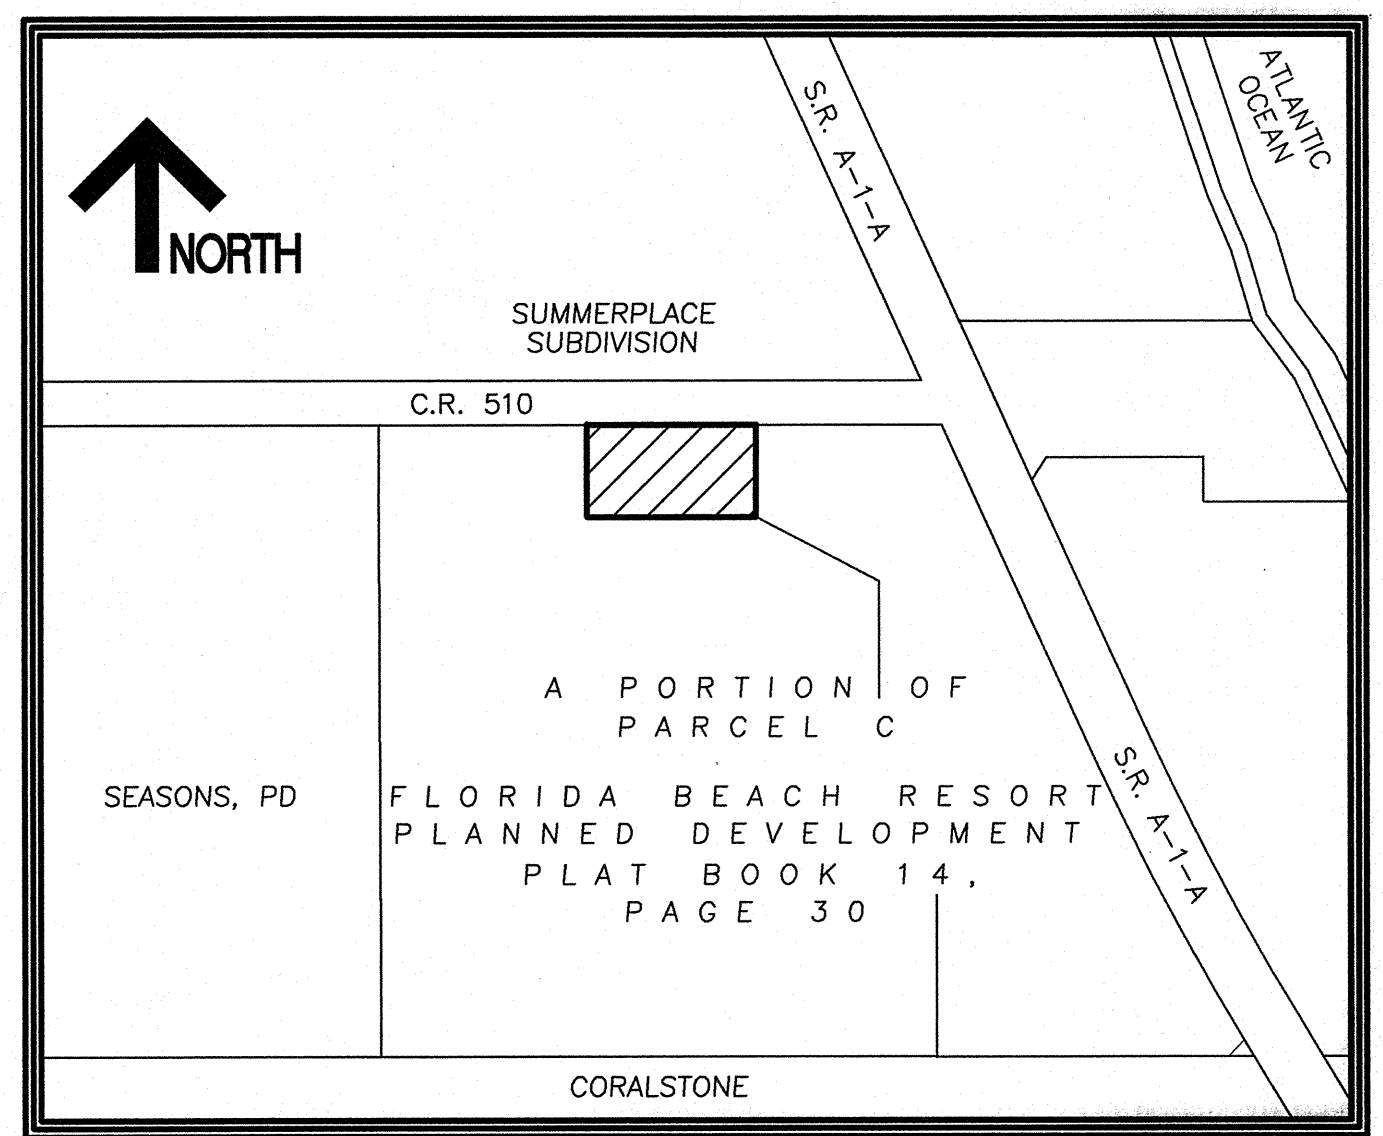 ATLANTIC
OCEAN
S.R. A-1-A
NORTH
SUMMERPLACE
SUBDIVISION
C.R. 510
A PORTION OF
PARCEL C
SEASONS, PD
FLORIDA BEACH RESORT
PLANNED DEVELOPMENT
PLAT BOOK 14,
PAGE 30
S.R. A-1-A
CORALSTONE